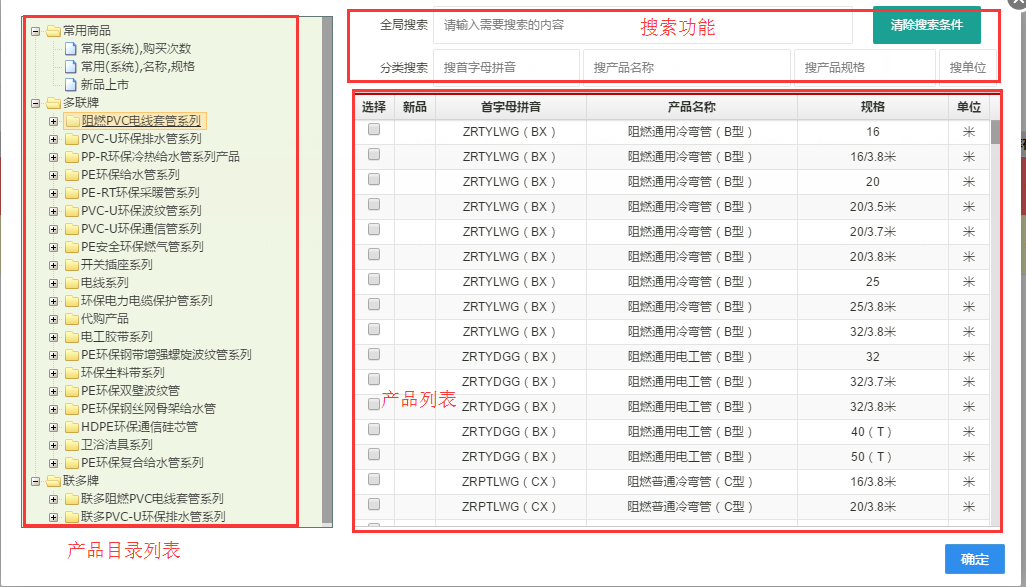 常用商品
常用(系统),购买次数
常用(系统),名称,规格
新品上市
多联牌
阻燃PVC电线套管系列
PVC-U环保排水管系列
PP-R环保冷热给水管系列产品
PE环保给水管系列
PE-RT环保采暖管系列
PVC-U环保波纹管系列
PVC-U环保通信管系列
PE安全环保燃气管系列
开关插座系列
电线系列
环保电力电缆保护管系列
代购产品
电工胶带系列
PE环保钢带增强螺旋波纹管系列
环保生料带系列
PE环保双壁波纹管
PE环保钢丝网骨架给水管
HDPE环保通信硅芯管
卫浴洁具系列
PE环保复合给水管系列
联多牌
联多阻燃PVC电线套管系列
联多PVC-U环保排水管系列
产品目录列表
全局搜索 请输入需要搜索的内容 搜索功能 清除搜索条件
分类搜索 搜首字母拼音 搜产品名称 搜产品规格 搜单位
选择 新品 首字母拼音 产品名称 规格 单位
ZRTYLWG（BX） 阻燃通用冷弯管（B型） 16 米
ZRTYLWG（BX） 阻燃通用冷弯管（B型） 16/3.8米 米
ZRTYLWG（BX） 阻燃通用冷弯管（B型） 20 米
ZRTYLWG（BX） 阻燃通用冷弯管（B型） 20/3.5米 米
ZRTYLWG（BX） 阻燃通用冷弯管（B型） 20/3.7米 米
ZRTYLWG（BX） 阻燃通用冷弯管（B型） 20/3.8米 米
ZRTYLWG（BX） 阻燃通用冷弯管（B型） 25 米
ZRTYLWG（BX） 阻燃通用冷弯管（B型） 25/3.8米 米
ZRTYLWG（BX） 阻燃通用冷弯管（B型） 32/3.8米 米
ZRTYDGG（BX） 阻燃通用电工管（B型） 32 米
ZRTYDGG（BX） 阻燃通用电工管（B型） 32/3.7米 米
产品列表
ZRTYDGG（BX） 阻燃通用电工管（B型） 32/3.8米 米
ZRTYDGG（BX） 阻燃通用电工管（B型） 40（T） 米
ZRTYDGG（BX） 阻燃通用电工管（B型） 50（T） 米
ZRPTLWG（CX） 阻燃普通冷弯管（C型） 16/3.8米 米
ZRPTLWG（CX） 阻燃普通冷弯管（C型） 20/3.8米 米
确定